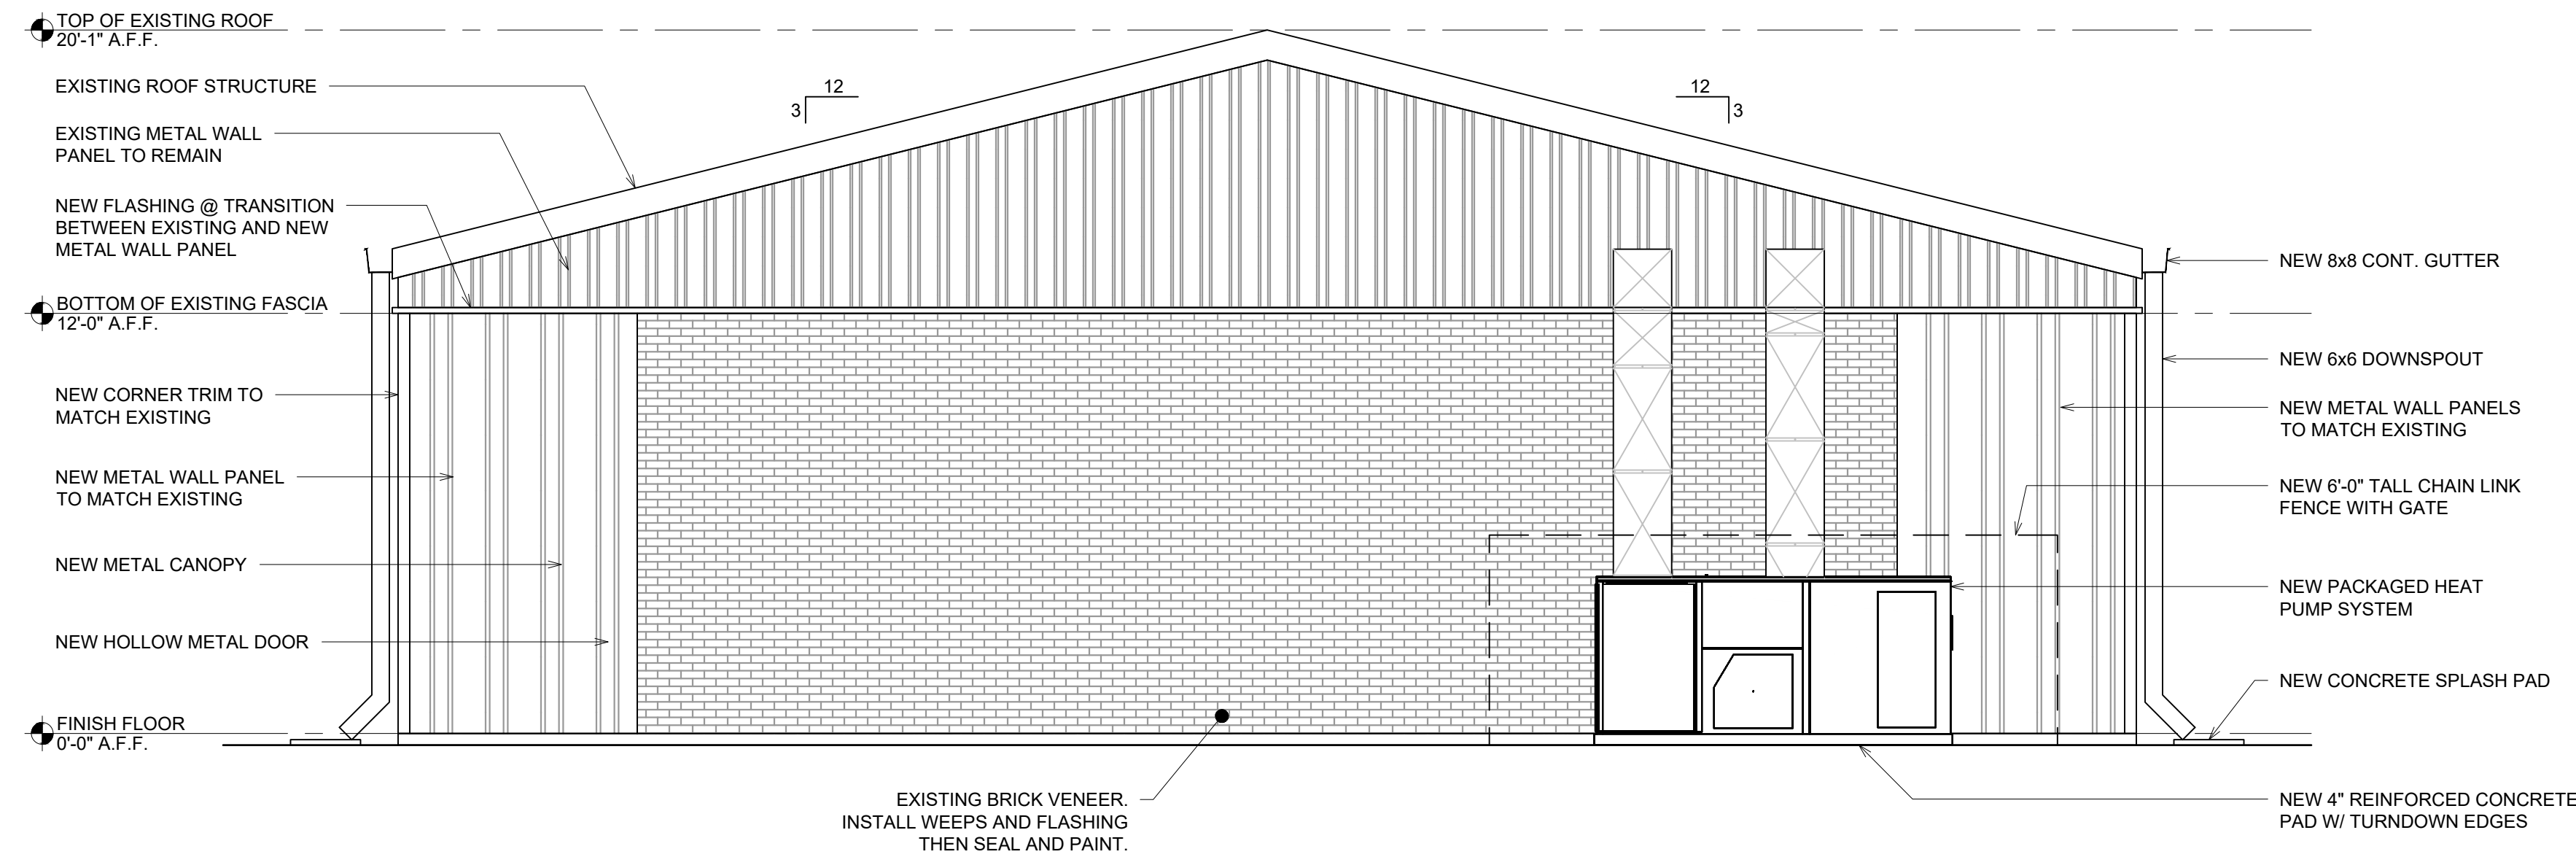 TOP OF EXISTING ROOF
20'-1" A.F.F.
EXISTING ROOF STRUCTURE
EXISTING METAL WALL
PANEL TO REMAIN
NEW FLASHING @ TRANSITION
BETWEEN EXISTING AND NEW
METAL WALL PANEL
BOTTOM OF EXISTING FASCIA
12'-0" A.F.F.
NEW CORNER TRIM TO
MATCH EXISTING
NEW METAL WALL PANEL
TO MATCH EXISTING
NEW METAL CANOPY
NEW HOLLOW METAL DOOR
FINISH FLOOR
0'-0" A.F.F.
12
3
12
3
EXISTING BRICK VENEER.
INSTALL WEEPS AND FLASHING
THEN SEAL AND PAINT.
NEW 8x8 CONT. GUTTER
NEW 6x6 DOWNSPOUT
NEW METAL WALL PANELS
TO MATCH EXISTING
NEW 6'-0" TALL CHAIN LINK
FENCE WITH GATE
NEW PACKAGED HEAT
PUMP SYSTEM
NEW CONCRETE SPLASH PAD
NEW 4" REINFORCED CONCRETE
PAD W/ TURNDOWN EDGES